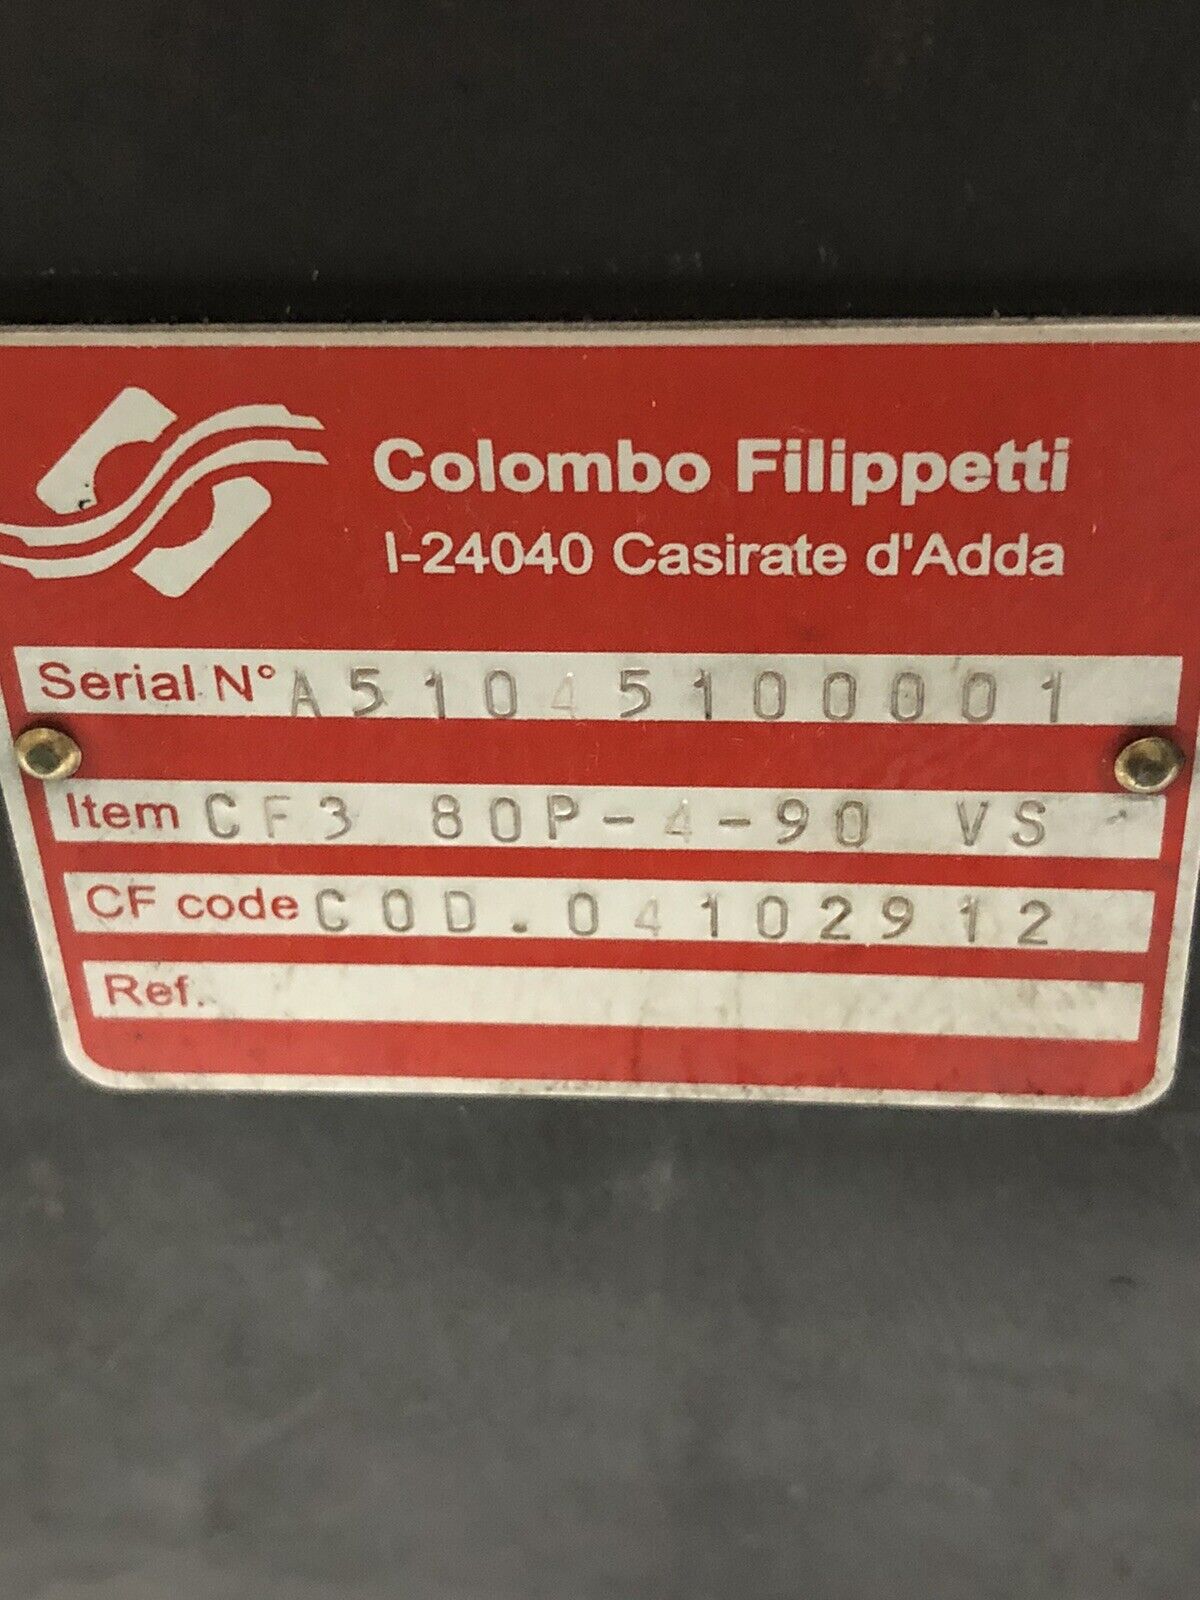 Colombo Filippetti
I-24040 Casirate d'Adda
Serial N° A51045100001
Item CF3 80P-4-90 VS
CF code COD.04102912
Ref.